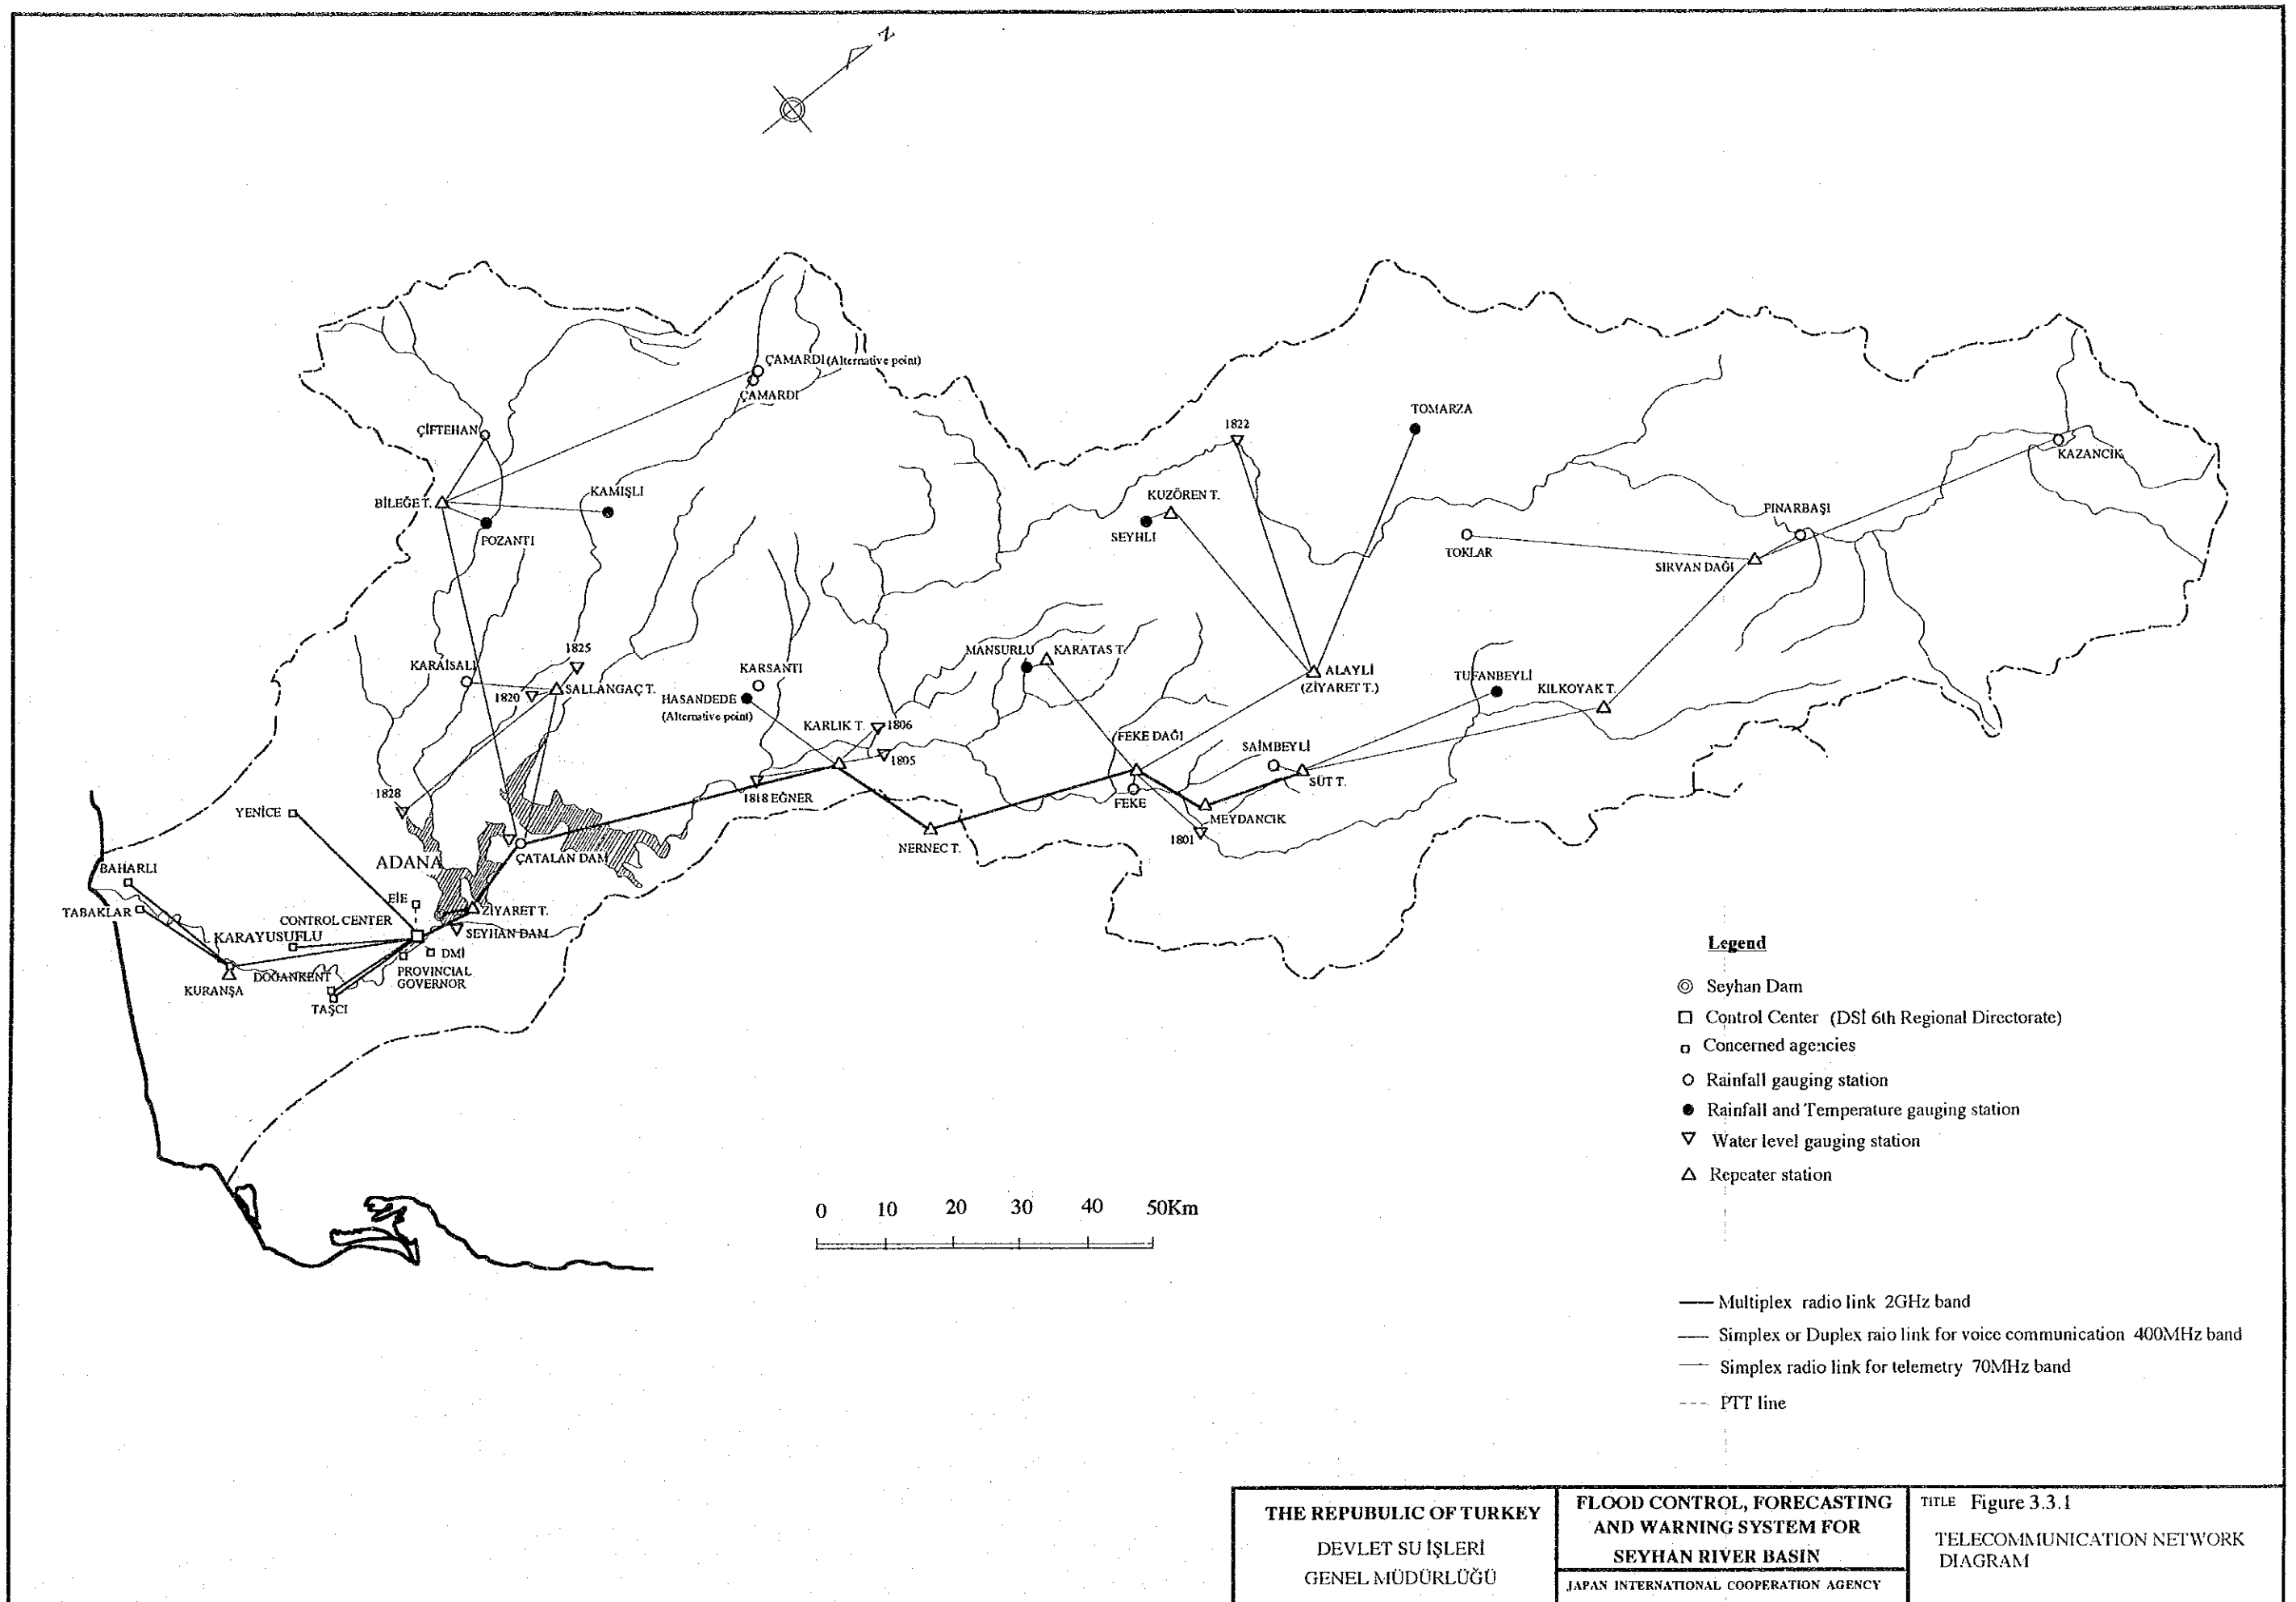 N
ÇAMARDI (Alternative point)
ÇAMARDI
ÇİFTEHAN
TOMARZA
1822
KAZANCIK
BİLEĞE T.
KAMIŞLI
KUZÖREN T.
PINARBAŞI
POZANTI
SEYHLI
TOKLAR
SIRVAN DAĞI
1825
KARAİSALI
SALLANGAÇ T.
1820
KARSANTI
HASANDEDE
(Alternative point)
MANSURLU
KARATAS T.
ALAYLİ
(ZİYARET T.)
TUFANBEYLİ
KILKOYAK T.
KARLIK T.
1806
1805
FEKE DAĞI
SAİMBEYLİ
SÜT T.
1828
1818 EĞNER
FEKE
MEYDANCIK
1801
NERNEC T.
YENİCE
ÇATALAN DAM
ADANA
BAHARLI
TABAKLAR
EİE
ZİYARET T.
CONTROL CENTER
SEYHAN DAM
KARAYUSUFLU
DMİ
PROVINCIAL
GOVERNOR
DOĞANKENT
KURANŞA
TAŞCI
Legend
Seyhan Dam
Control Center (DSİ 6th Regional Directorate)
Concerned agencies
Rainfall gauging station
Rainfall and Temperature gauging station
Water level gauging station
Repeater station
0 10 20 30 40 50Km
Multiplex radio link 2GHz band
Simplex or Duplex raio link for voice communication 400MHz band
Simplex radio link for telemetry 70MHz band
PTT line
THE REPUBULIC OF TURKEY
DEVLET SU İŞLERİ
GENEL MÜDÜRLÜĞÜ
FLOOD CONTROL, FORECASTING
AND WARNING SYSTEM FOR
SEYHAN RIVER BASIN
JAPAN INTERNATIONAL COOPERATION AGENCY
TITLE Figure 3.3.1
TELECOMMUNICATION NETWORK
DIAGRAM